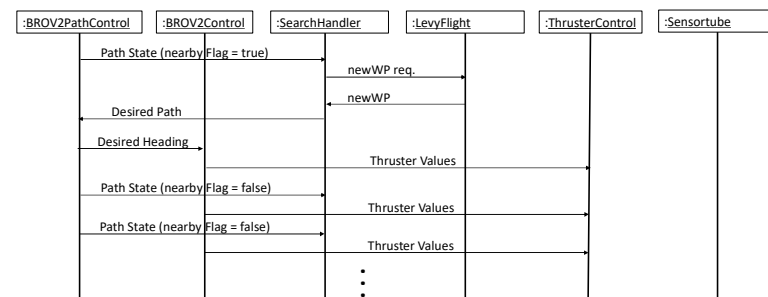 :BROV2PathControl
:BROV2Control
:SearchHandler
:LevyFlight
:ThrusterControl
:Sensortube
Path State (nearby Flag = true)
newWP req.
newWP
Desired Path
Desired Heading
Thruster Values
Path State (nearby Flag = false)
Thruster Values
Path State (nearby Flag = false)
Thruster Values